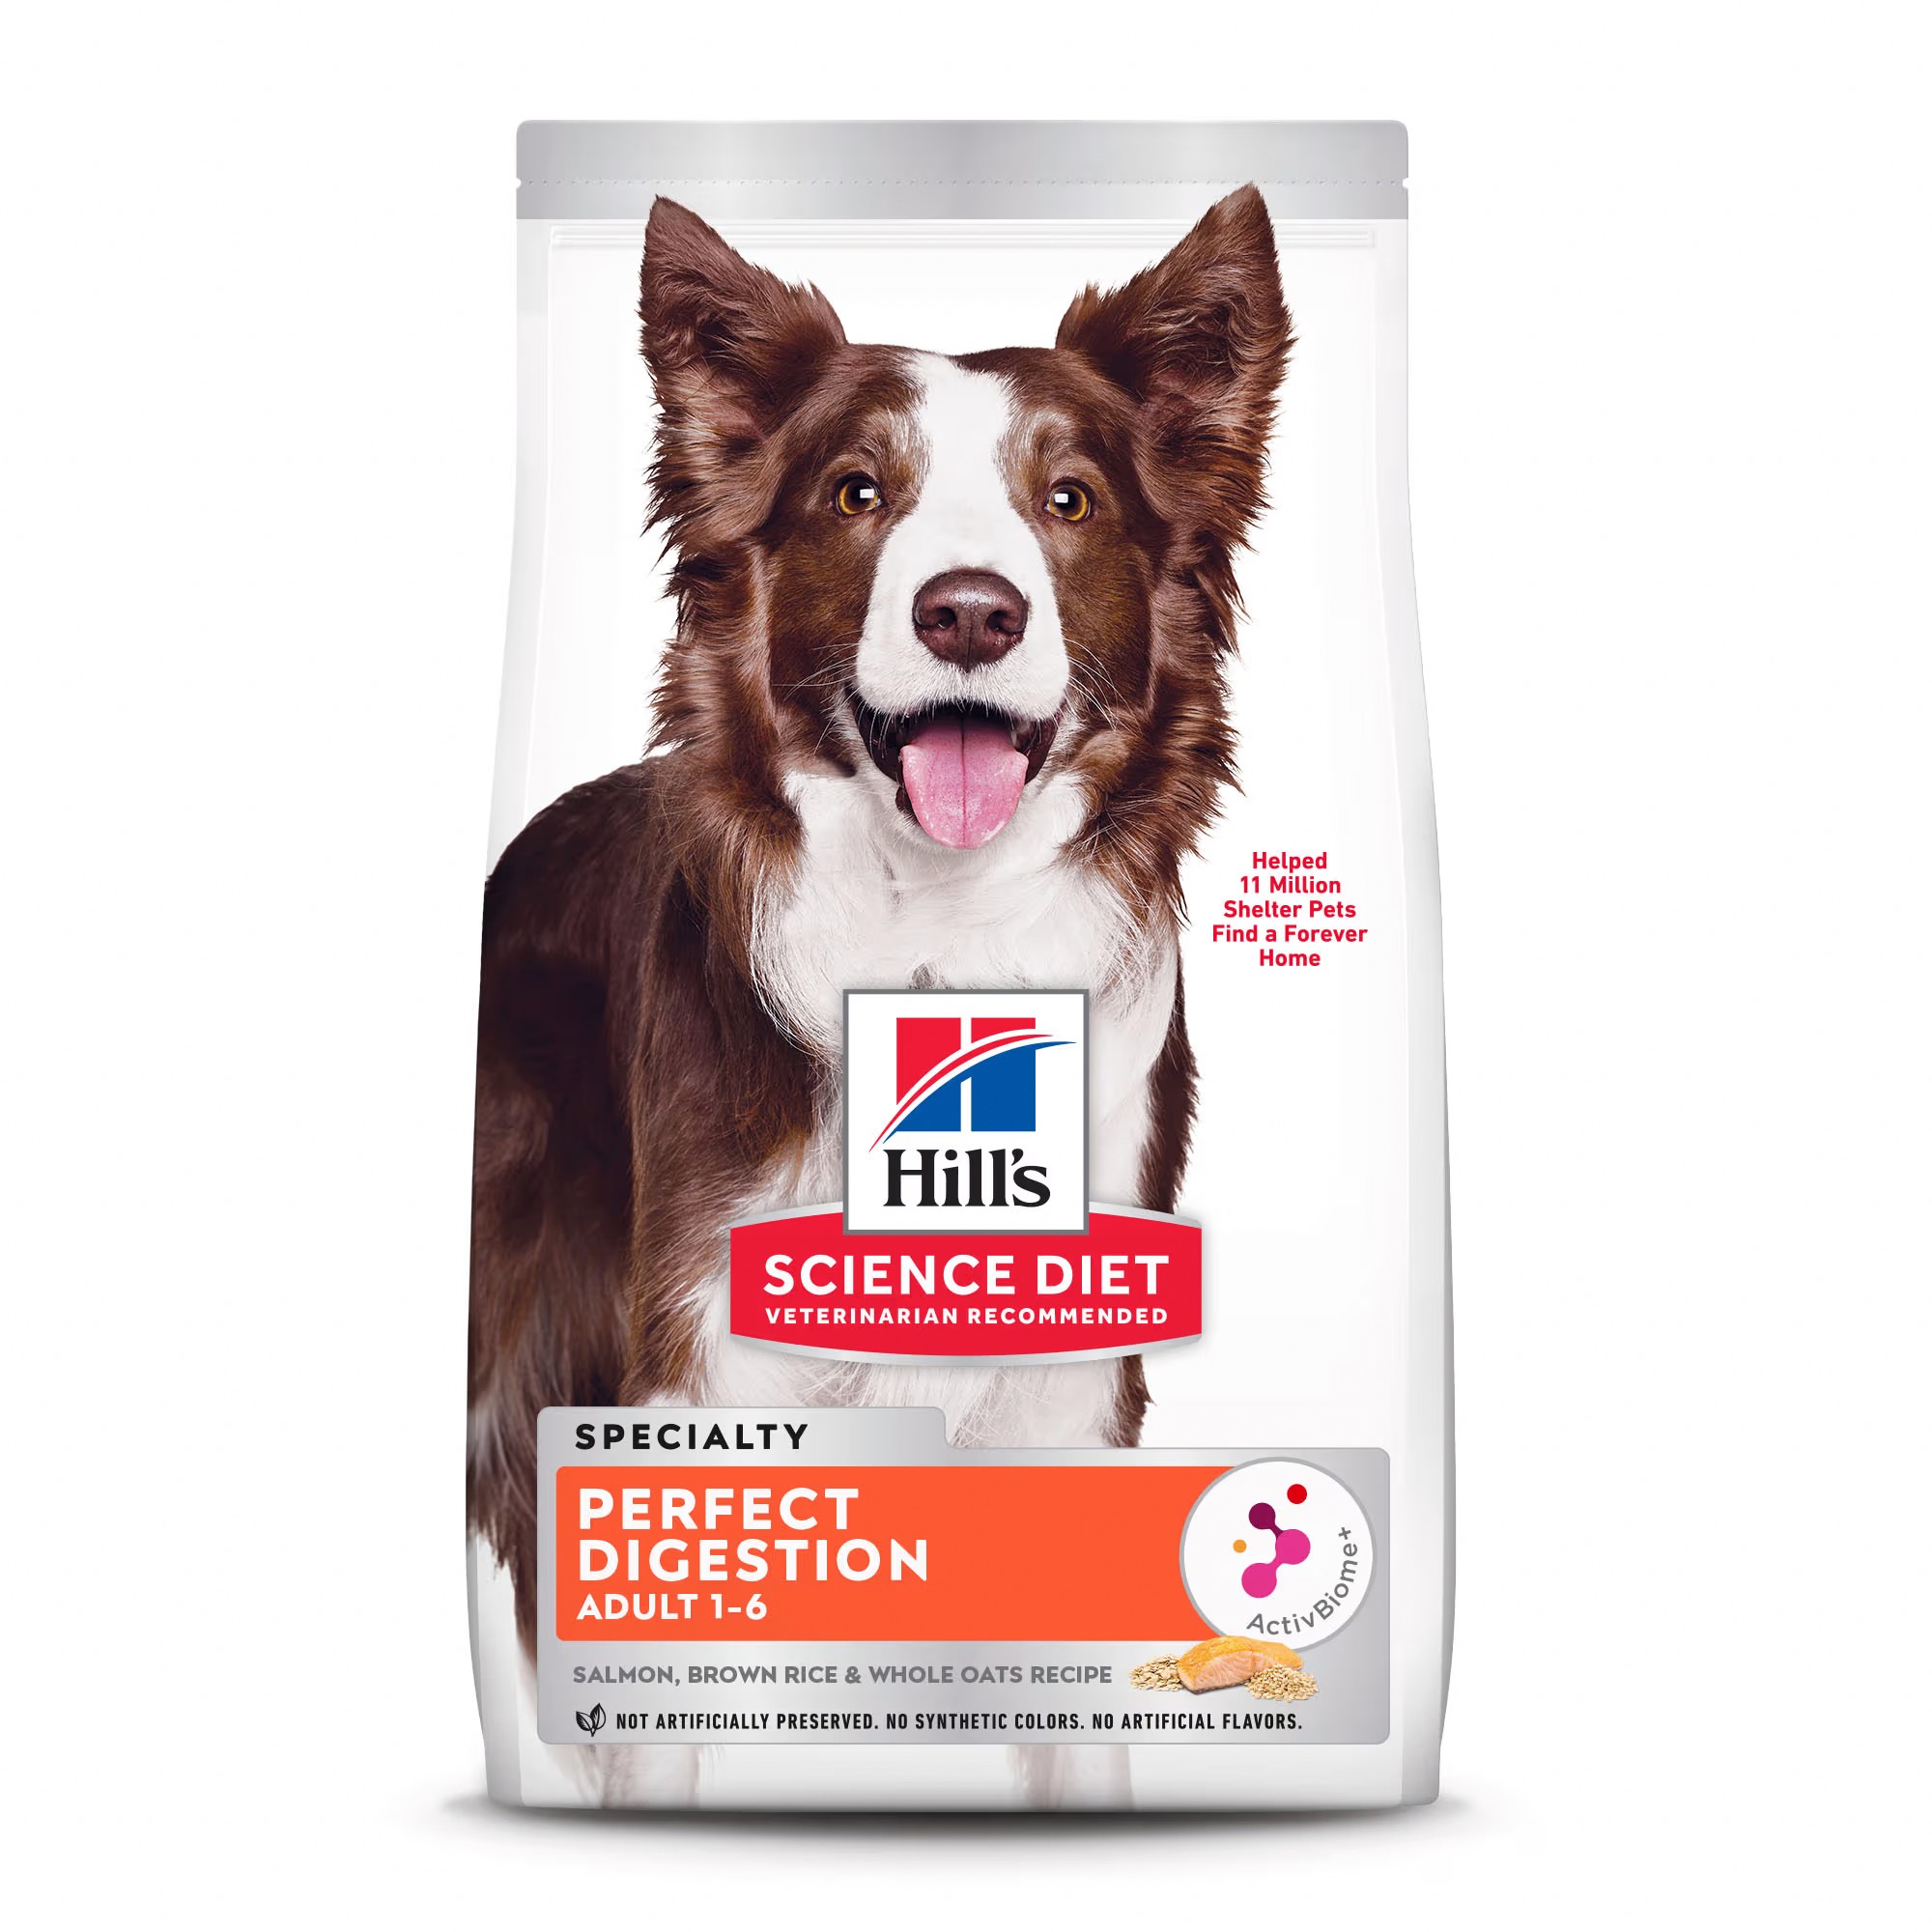 Helped
11 Million
Shelter Pets
Find a Forever
Home
Hill's
SCIENCE DIET
VETERINARIAN RECOMMENDED
SPECIALTY
PERFECT
DIGESTION
ADULT 1-6
ActivBiome+
SALMON, BROWN RICE & WHOLE OATS RECIPE
NOT ARTIFICIALLY PRESERVED. NO SYNTHETIC COLORS. NO ARTIFICIAL FLAVORS.